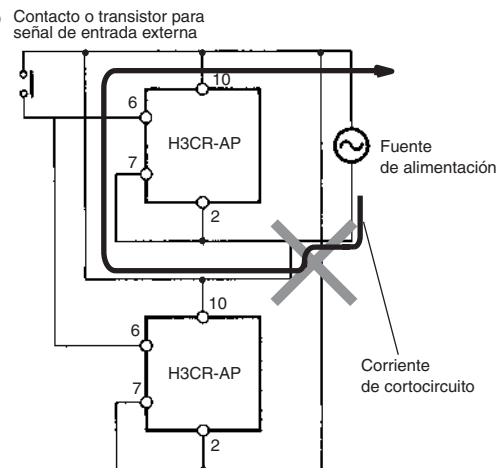 Contacto o transistor para
señal de entrada externa
10
6
H3CR-AP
7
2
Fuente
de alimentación
10
6
H3CR-AP
7
2
Corriente
de cortocircuito